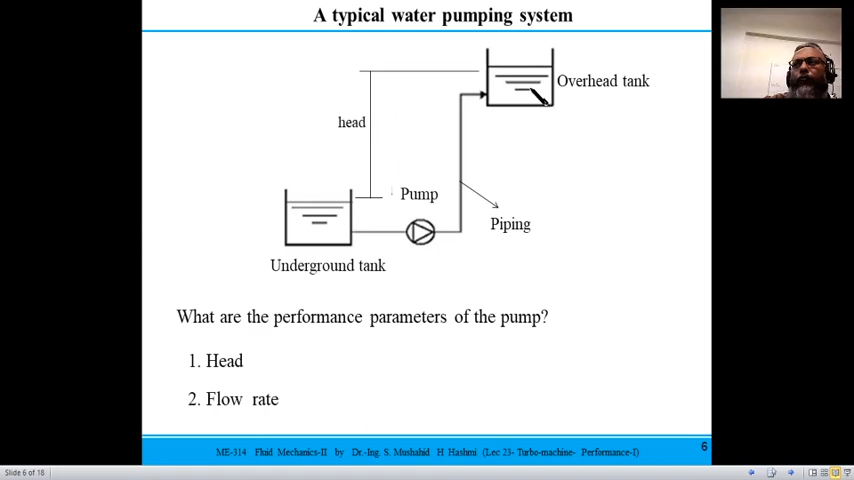 A typical water pumping system
Overhead tank
head
Pump
Piping
Underground tank
What are the performance parameters of the pump?
1. Head
2. Flow rate
ME-314 Fluid Mechanics-II by Dr.-Ing. S. Mushahid H Hashmi (Lec 23- Turbo-machine- Performance-I)
6
Slide 6 of 18